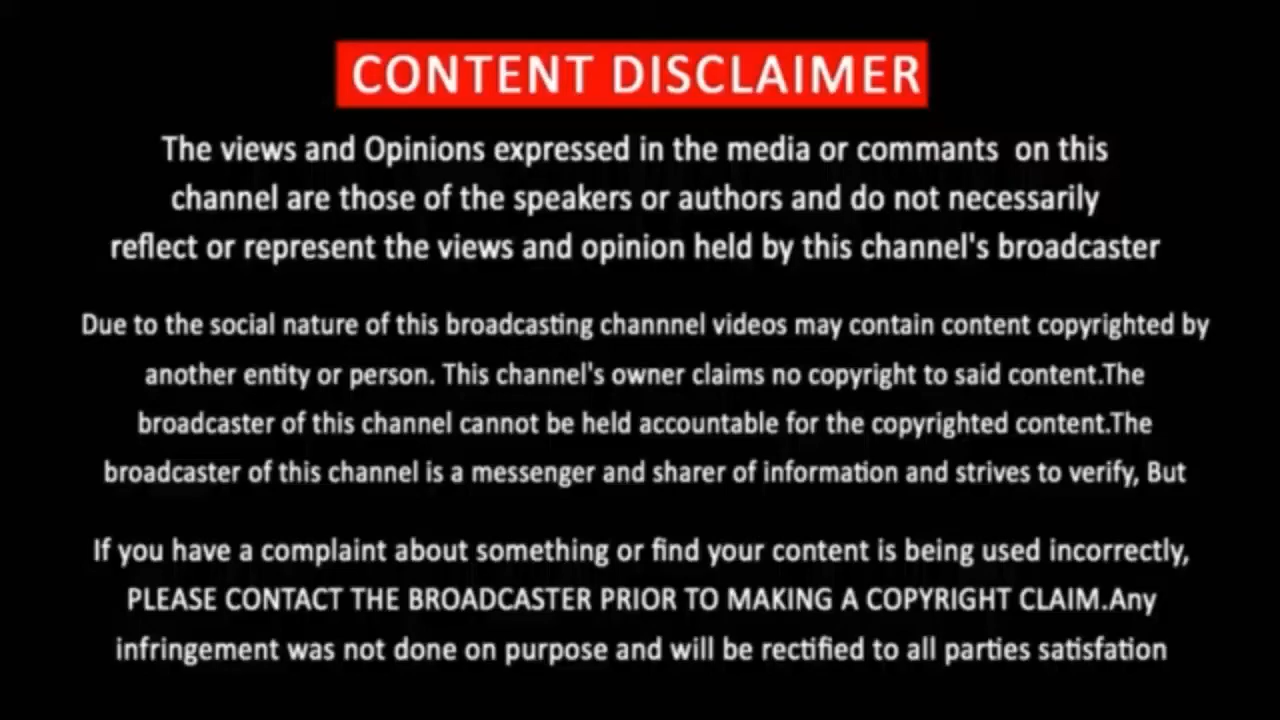 CONTENT DISCLAIMER
The views and Opinions expressed in the media or commants on this
channel are those of the speakers or authors and do not necessarily
reflect or represent the views and opinion held by this channel's broadcaster
Due to the social nature of this broadcasting channnel videos may contain content copyrighted by
another entity or person. This channel's owner claims no copyright to said content.The
broadcaster of this channel cannot be held accountable for the copyrighted content.The
broadcaster of this channel is a messenger and sharer of information and strives to verify, But
If you have a complaint about something or find your content is being used incorrectly,
PLEASE CONTACT THE BROADCASTER PRIOR TO MAKING A COPYRIGHT CLAIM.Any
infringement was not done on purpose and will be rectified to all parties satisfation